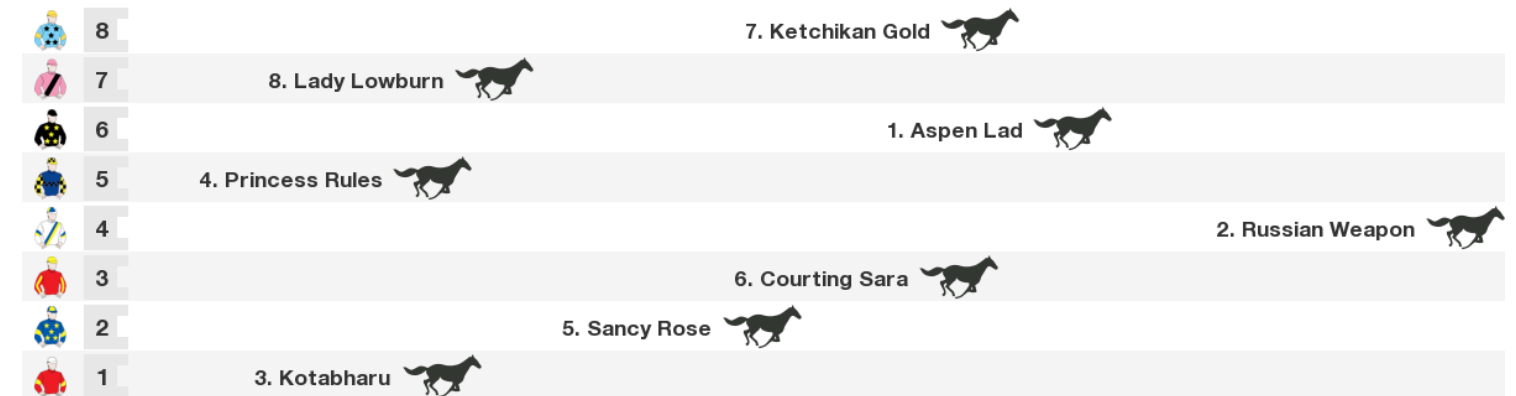 8 7. Ketchikan Gold
7 8. Lady Lowburn
6 1. Aspen Lad
5 4. Princess Rules
4 2. Russian Weapon
3 6. Courting Sara
2 5. Sancy Rose
1 3. Kotabharu